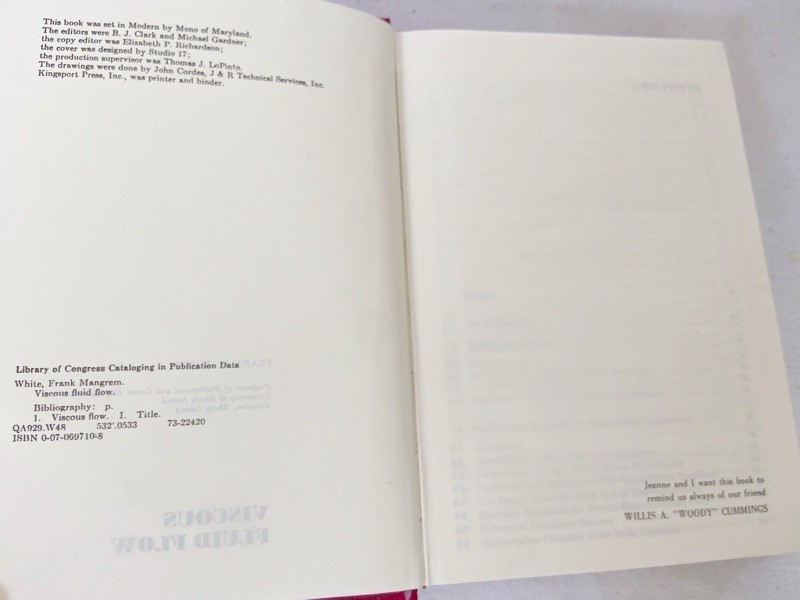 This book was set in Modern by Mono of Maryland.
The editors were B. J. Clark and Michael Gardner;
the copy editor was Elizabeth P. Richardson;
the cover was designed by Studio 17;
the production supervisor was Thomas J. LoPinto.
The drawings were done by John Cordes, J & R Technical Services, Inc.
Kingsport Press, Inc., was printer and binder.
Library of Congress Cataloging in Publication Data
White, Frank Mangrem.
Viscous fluid flow.
Bibliography: p.
1. Viscous flow. I. Title.
QA929.W48 532'.0533 73-22420
ISBN 0-07-069710-8
VISCOUS
FLUID FLOW
Jeanne and I want this book to
remind us always of our friend
WILLIS A. "WOODY" CUMMINGS